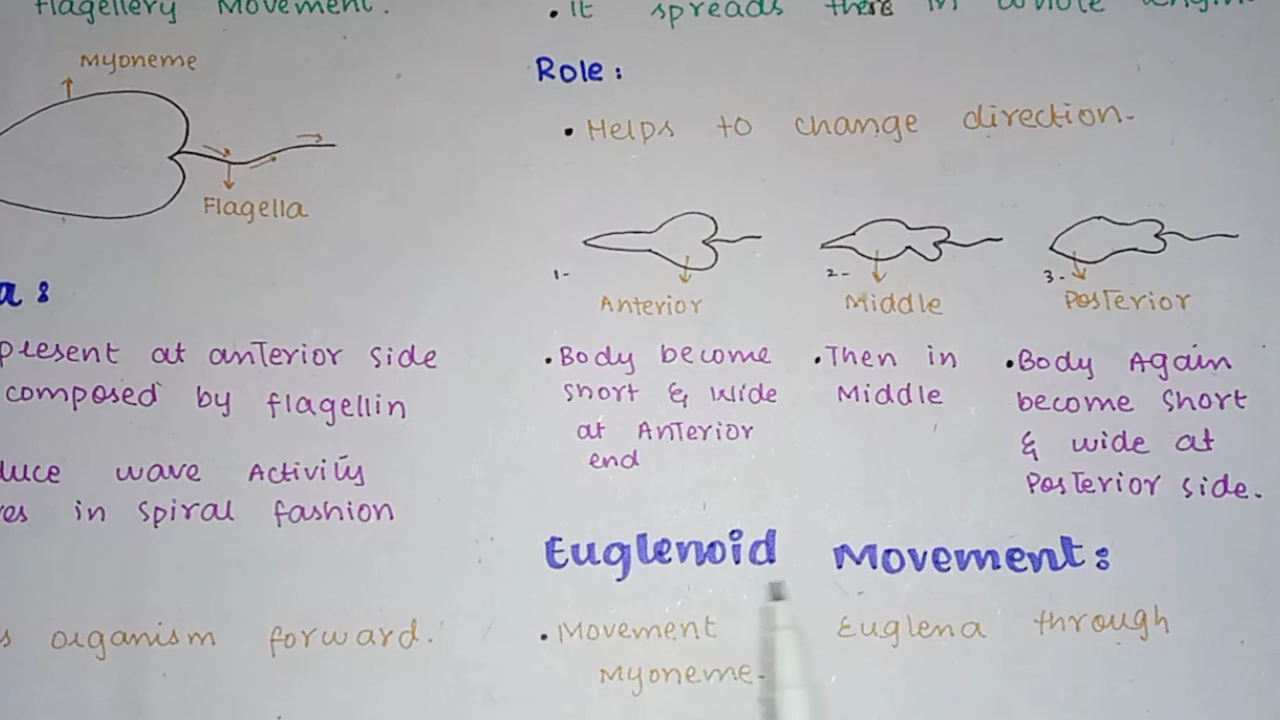 flagellery Movement.
Myoneme
Flagella
a :
present at anterior side
composed by flagellin
duce wave Activity
es in spiral fashion
s organism forward.
• It spreads there in whole
Role :
• Helps to change direction.
1- 2- 3-
Anterior Middle Posterior
• Body become
short & wide
at Anterior
end
• Then in
Middle
• Body Again
become short
& wide at
Posterior side.
Euglenoid Movement:
• Movement Euglena through
Myoneme.